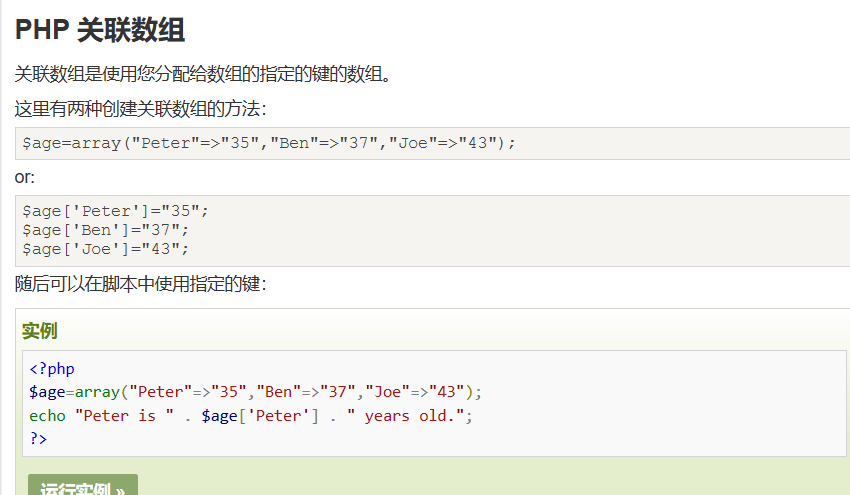 PHP 关联数组
关联数组是使用您分配给数组的指定的键的数组。
这里有两种创建关联数组的方法：
$age=array("Peter"=>"35","Ben"=>"37","Joe"=>"43");
or:
$age['Peter']="35";
$age['Ben']="37";
$age['Joe']="43";
随后可以在脚本中使用指定的键：
实例
<?php
$age=array("Peter"=>"35","Ben"=>"37","Joe"=>"43");
echo "Peter is " . $age['Peter'] . " years old.";
?>
运行实例 »